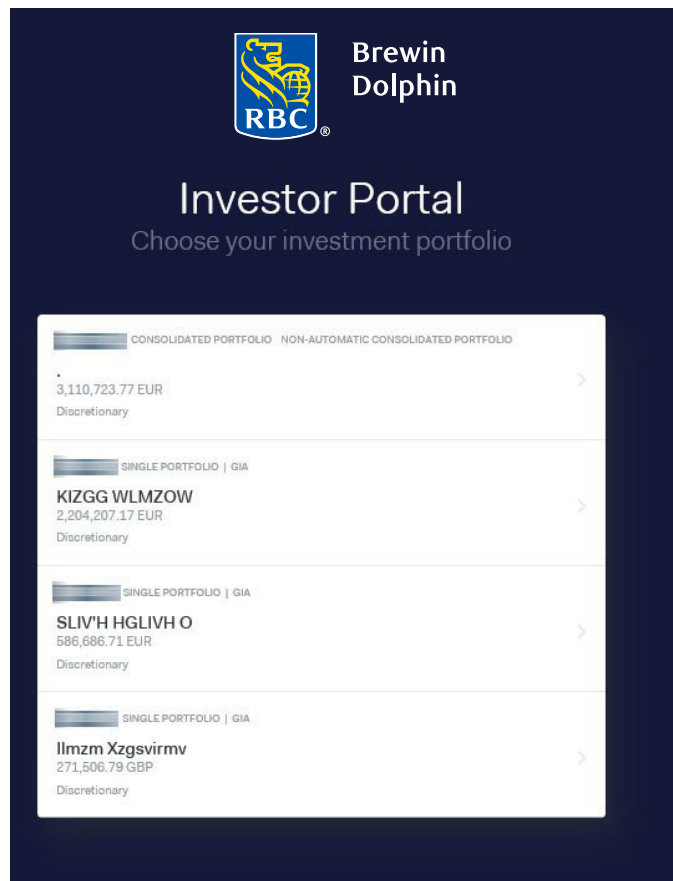 RBC ®
Brewin
Dolphin
Investor Portal
Choose your investment portfolio
CONSOLIDATED PORTFOLIO NON-AUTOMATIC CONSOLIDATED PORTFOLIO
.
3,110,723.77 EUR
Discretionary
SINGLE PORTFOLIO | GIA
KIZGG WLMZOW
2,204,207.17 EUR
Discretionary
SINGLE PORTFOLIO | GIA
SLIV'H HGLIVH O
586,686.71 EUR
Discretionary
SINGLE PORTFOLIO | GIA
Ilmzm Xzgsvirmv
271,506.79 GBP
Discretionary